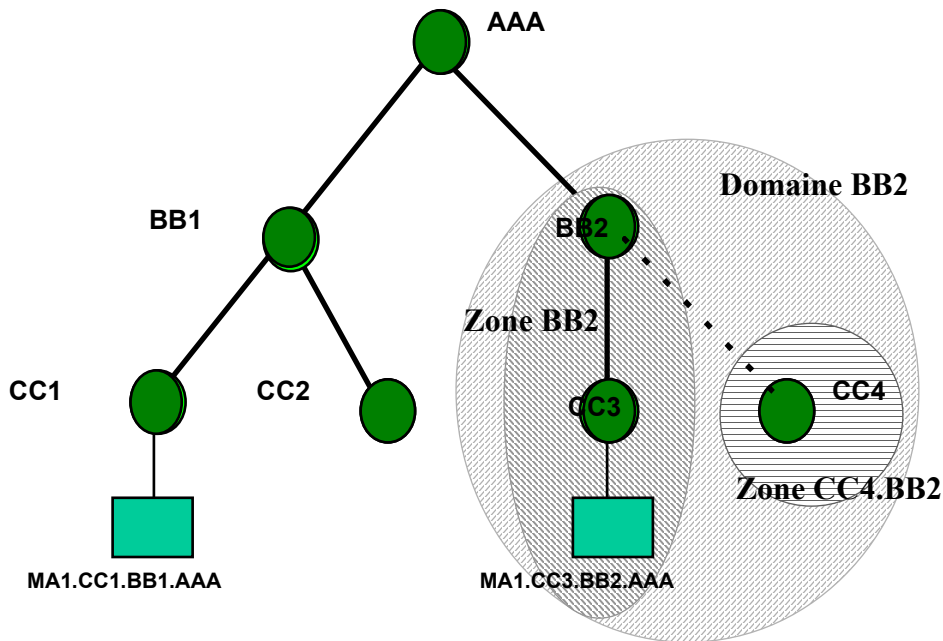 AAA
Domaine BB2
BB1
BB2
Zone BB2
CC1
CC2
CC3
CC4
Zone CC4.BB2
MA1.CC1.BB1.AAA
MA1.CC3.BB2.AAA